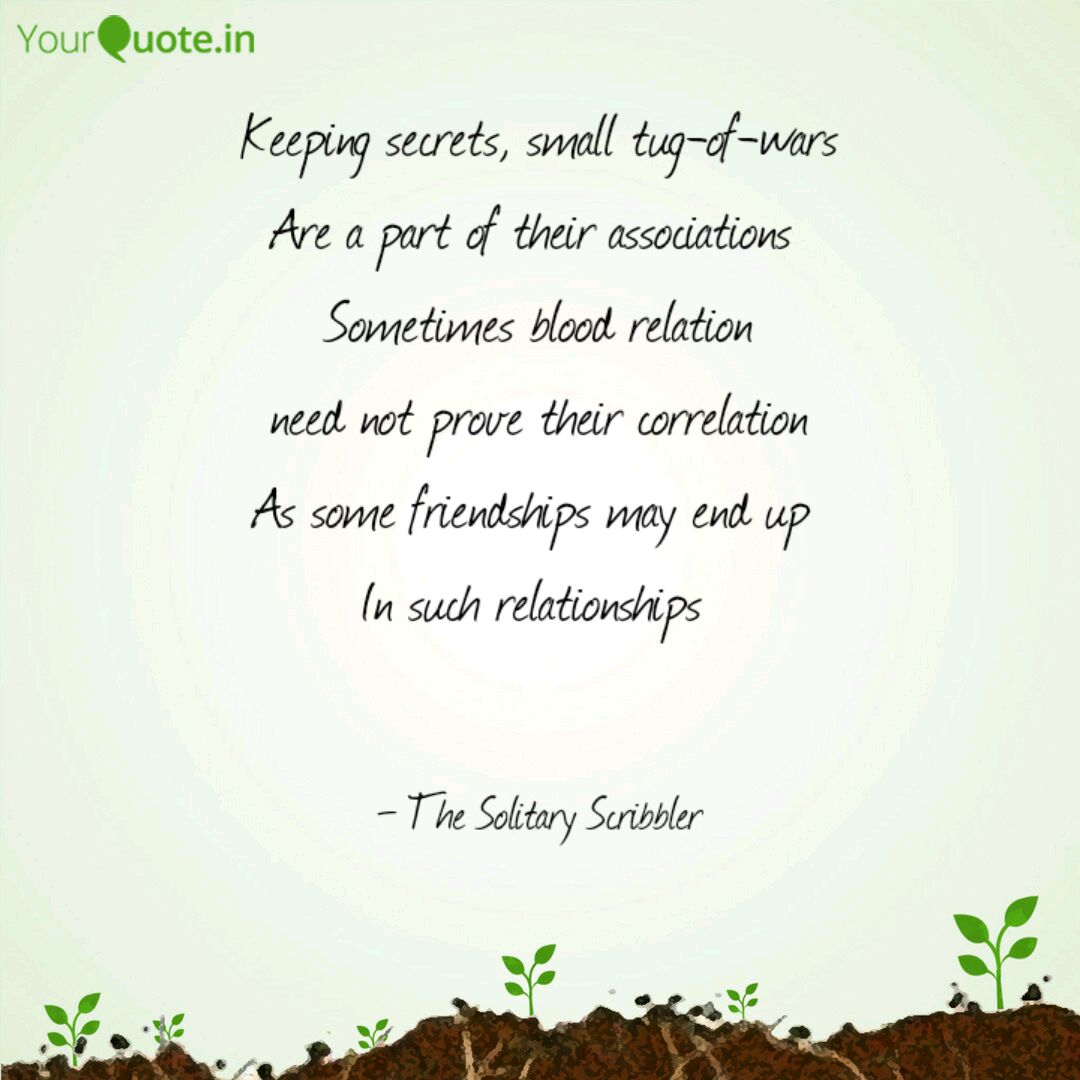 YourQuote.in
Keeping secrets, small tug-of-wars
Are a part of their associations
Sometimes blood relation
need not prove their correlation
As some friendships may end up
In such relationships
- The Solitary Scribbler